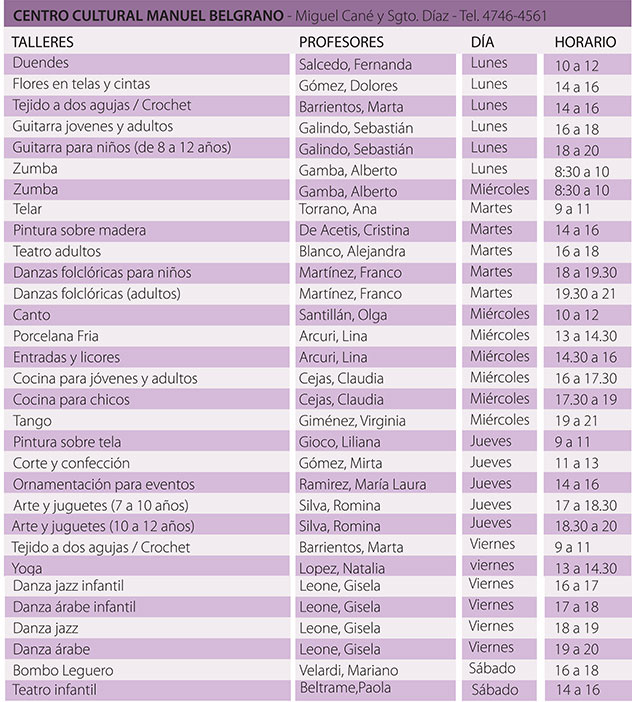 CENTRO CULTURAL MANUEL BELGRANO - Miguel Cané y Sgto. Díaz - Tel. 4746-4561
TALLERES PROFESORES DÍA HORARIO
Duendes Salcedo, Fernanda Lunes 10 a 12
Flores en telas y cintas Gómez, Dolores Lunes 14 a 16
Tejido a dos agujas / Crochet Barrientos, Marta Lunes 14 a 16
Guitarra jovenes y adultos Galindo, Sebastián Lunes 16 a 18
Guitarra para niños (de 8 a 12 años) Galindo, Sebastián Lunes 18 a 20
Zumba Gamba, Alberto Lunes 8:30 a 10
Zumba Gamba, Alberto Miércoles 8:30 a 10
Telar Torrano, Ana Martes 9 a 11
Pintura sobre madera De Acetis, Cristina Martes 14 a 16
Teatro adultos Blanco, Alejandra Martes 16 a 18
Danzas folclóricas para niños Martínez, Franco Martes 18 a 19.30
Danzas folclóricas (adultos) Martínez, Franco Martes 19.30 a 21
Canto Santillán, Olga Miércoles 10 a 12
Porcelana Fria Arcuri, Lina Miércoles 13 a 14.30
Entradas y licores Arcuri, Lina Miércoles 14.30 a 16
Cocina para jóvenes y adultos Cejas, Claudia Miércoles 16 a 17.30
Cocina para chicos Cejas, Claudia Miércoles 17.30 a 19
Tango Giménez, Virginia Miércoles 19 a 21
Pintura sobre tela Gioco, Liliana Jueves 9 a 11
Corte y confección Gómez, Mirta Jueves 11 a 13
Ornamentación para eventos Ramirez, María Laura Jueves 14 a 16
Arte y juguetes (7 a 10 años) Silva, Romina Jueves 17 a 18.30
Arte y juguetes (10 a 12 años) Silva, Romina Jueves 18.30 a 20
Tejido a dos agujas / Crochet Barrientos, Marta Viernes 9 a 11
Yoga Lopez, Natalia viernes 13 a 14.30
Danza jazz infantil Leone, Gisela Viernes 16 a 17
Danza árabe infantil Leone, Gisela Viernes 17 a 18
Danza jazz Leone, Gisela Viernes 18 a 19
Danza árabe Leone, Gisela Viernes 19 a 20
Bombo Leguero Velardi, Mariano Sábado 16 a 18
Teatro infantil Beltrame,Paola Sábado 14 a 16